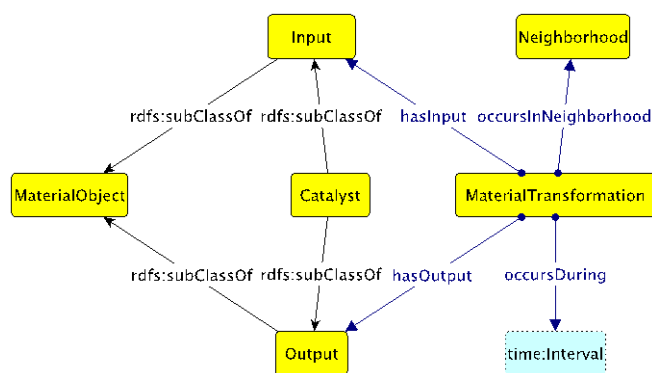 Input
Neighborhood
rdfs:subClassOf
rdfs:subClassOf
hasInput
occursInNeighborhood
MaterialObject
Catalyst
MaterialTransformation
rdfs:subClassOf
rdfs:subClassOf
hasOutput
occursDuring
Output
time:Interval